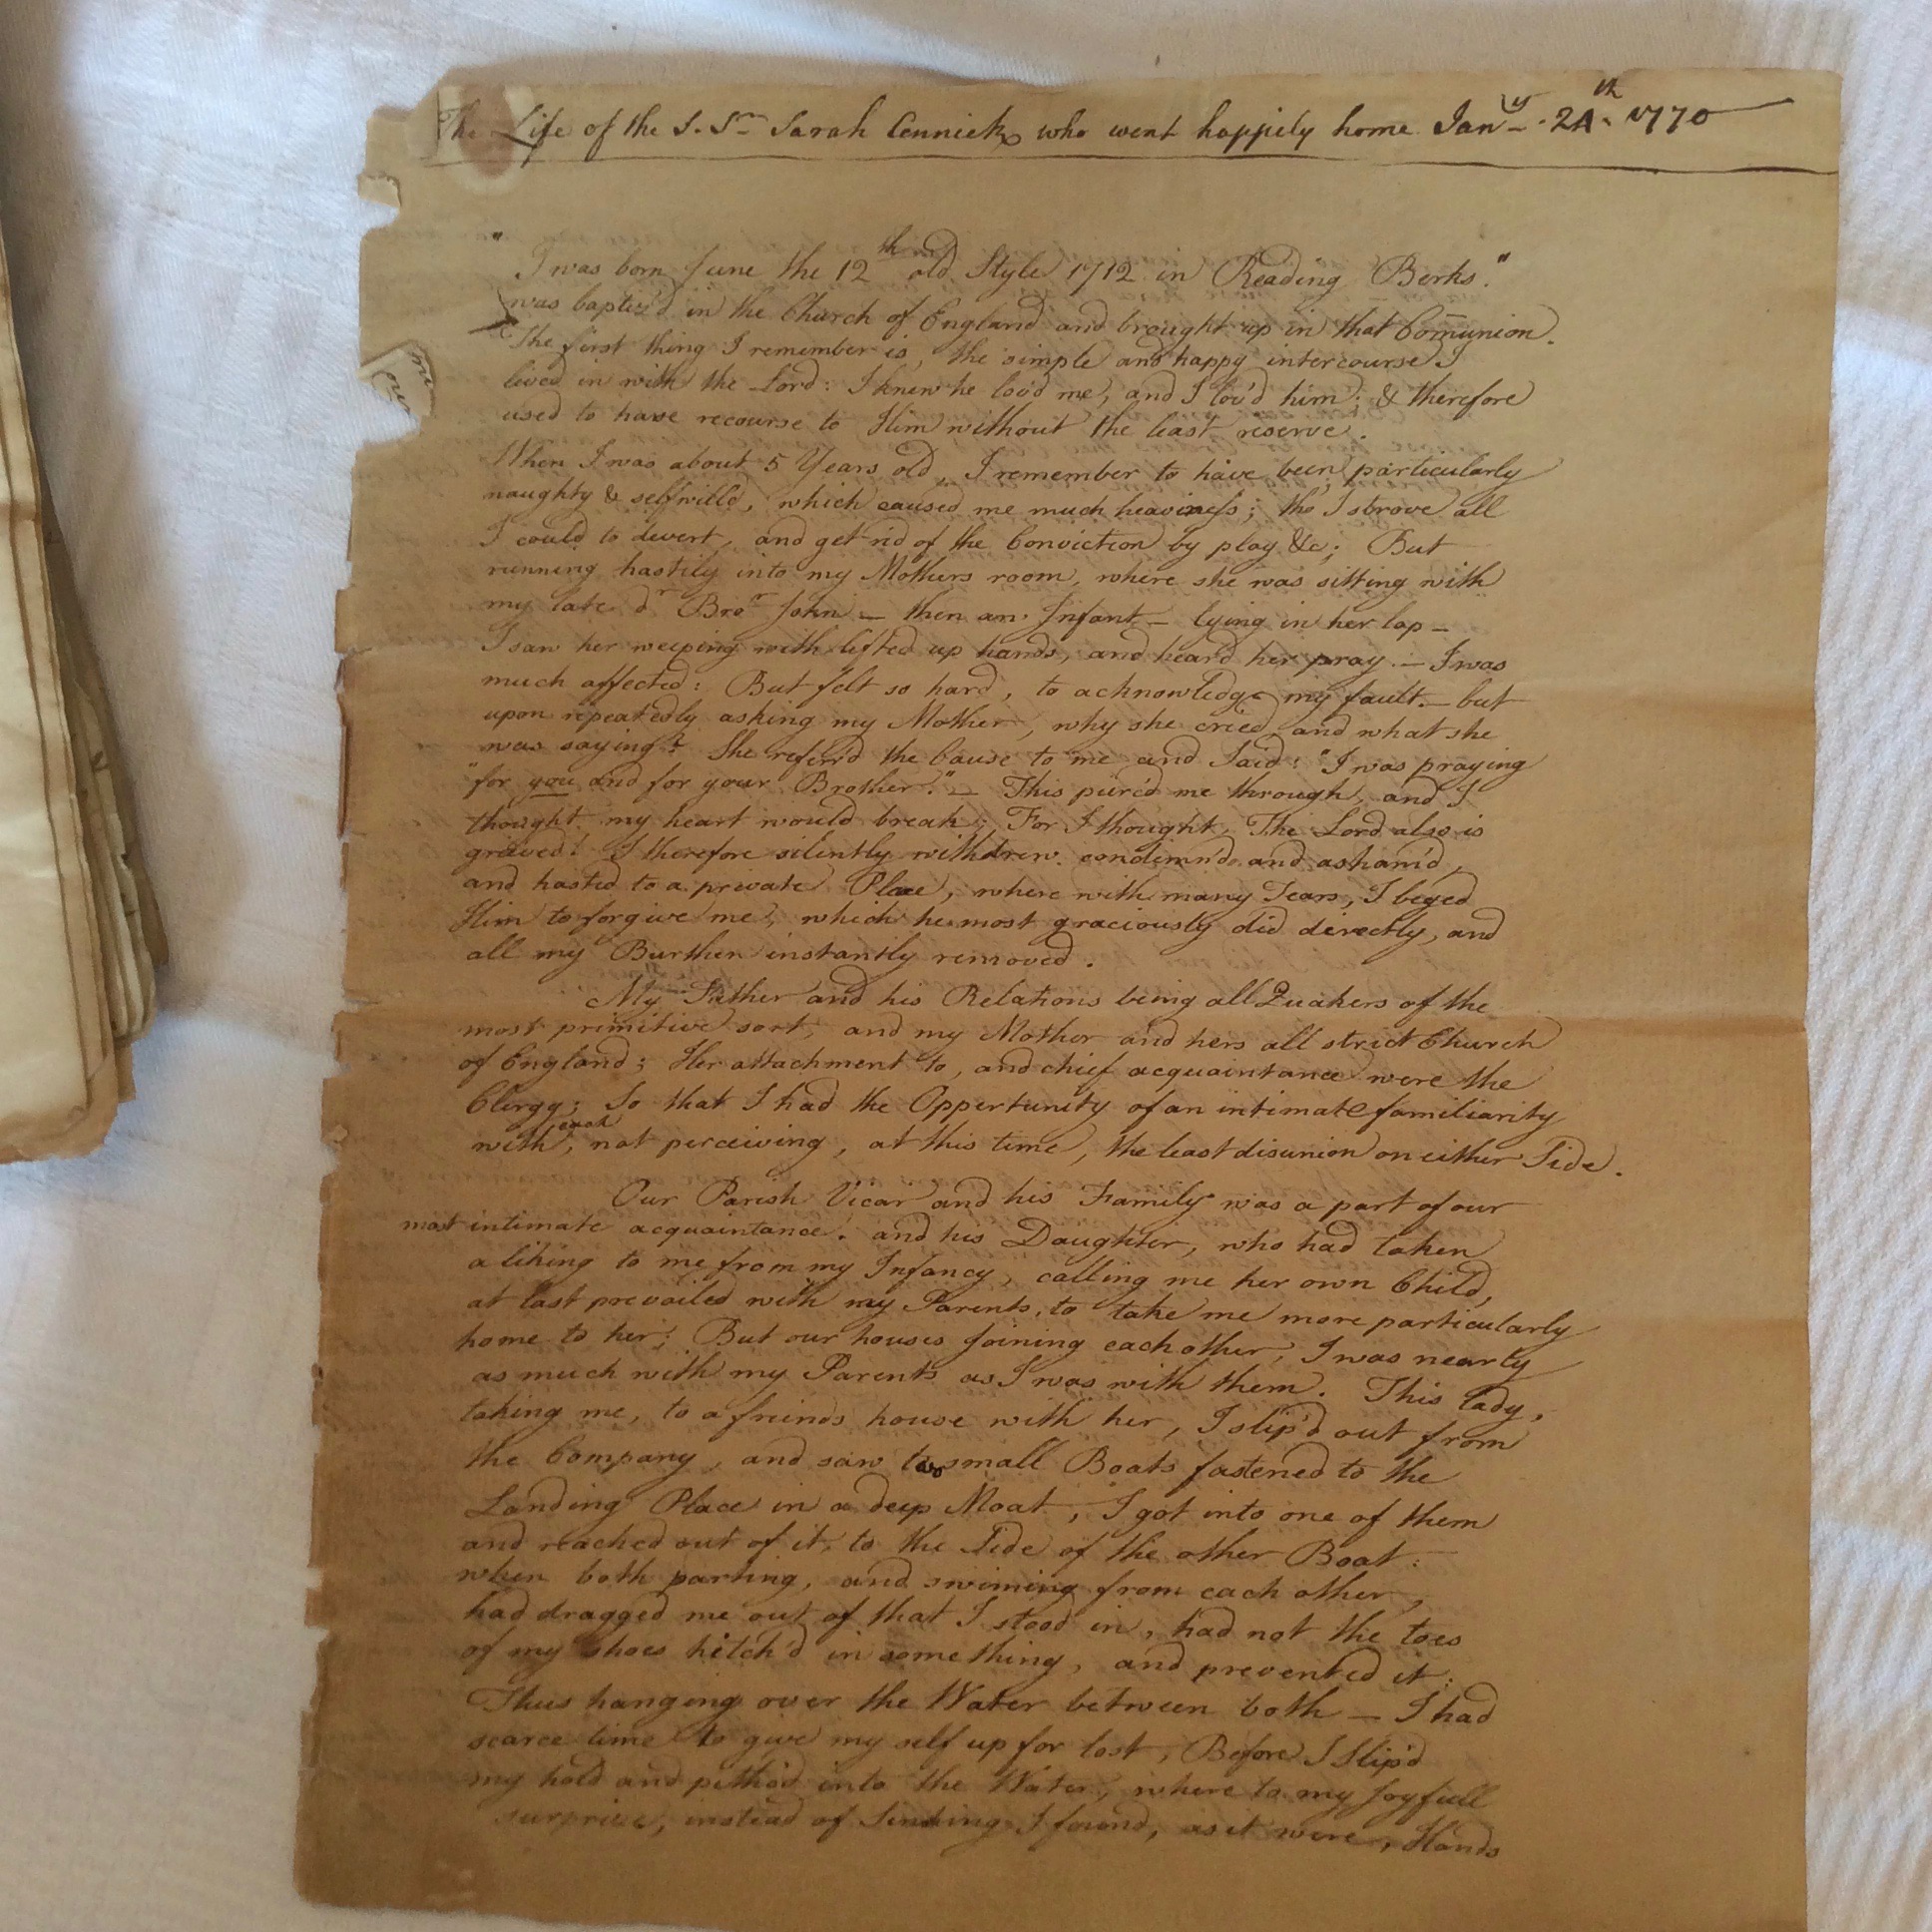 The Life of the S. Sr. Sarah Cennick, who went happily home Jany. 24th. 1770
"I was born June the 12th old Style 1712 in Reading Berks."
was baptiz'd in the Church of England and brought up in that Comunion.
The first thing I remember is, the simple and happy intercourse I
lived in with the Lord: I knew he lov'd me, and I lov'd him: & therefore
used to have recourse to Him without the least reserve.
When I was about 5 Years old, I remember to have been particularly
naughty & selfwill'd, which caused me much heaviness; tho' I strove all
I could to divert, and get rid of the Conviction by play &c; But
running hastily into my Mothers room, where she was sitting with
my late dr Bror John — then an Infant — lying in her lap —
I saw her weeping with lifted up hands, and heard her pray. — I was
much affected: But felt so hard, to acknowledge my fault. — but
upon repeatedly asking my Mother, why she cried, and what she
was saying? She referr'd the Cause to me and Said: "I was praying
"for you and for your Brother." — This pierc'd me through, and I
thought my heart would break; For I thought, The Lord also is
greived! I therefore silently withdrew. condemn'd and asham'd,
and hasted to a private Place, where with many Tears, I beged
Him to forgive me, which he most graciously did directly, and
all my Burthen instantly removed.
My Father and his Relations being all Quakers of the
most primitive sort, and my Mother and hers all strict Church
of England; Her attachment to, and chief acquaintance were the
Clergy; So that I had the Oppertunity of an intimate familiarity
with each, not perceiving, at this time, the least disunion on either Side.
Our Parish Vicar and his Family was a part of our
most intimate acquaintance. and his Daughter, who had taken
a liking to me from my Infancy, calling me her own Child,
at last prevailed with my Parents, to take me more particularly
home to her; But our houses joining each other, I was nearly
as much with my Parents as I was with them. This Lady,
taking me, to a friends house with her, I slip'd out from
the Company, and saw two small Boats fastened to the
Landing Place in a deep Moat, I got into one of them
and reached out of it, to the Side of the other Boat:
when both parting, and swiming from each other,
had dragged me out of that I stood in, had not the toes
of my shoes hitch'd in something, and prevented it:
Thus hanging over the Water between both — I had
scarce time to give my self up for lost, Before I Slip'd
my hold and pitch'd into the Water, where to my Joyfull
surprise, instead of Sinking I found, as it were, Hands